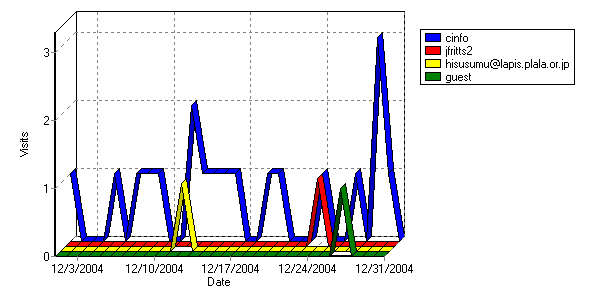 cinfo
jfritts2
hisusumu@lapis.plala.or.jp
guest
Visits
3
2
1
0
12/3/2004 12/10/2004 12/17/2004 12/24/2004 12/31/2004
Date